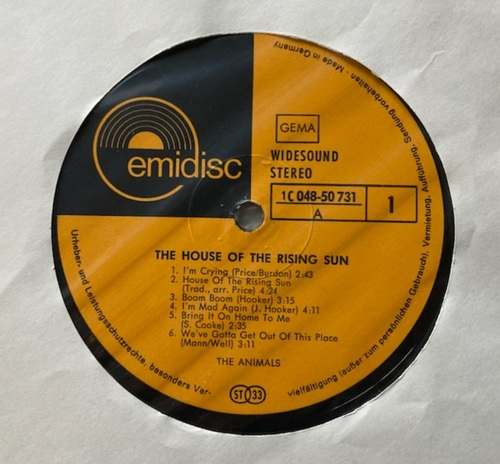 emidisc
GEMA
WIDESOUND
STEREO
1C 048-50 731
A
1
THE HOUSE OF THE RISING SUN
1. I'm Crying (Price/Burdon) 2:43
2. House Of The Rising Sun
(Trad., arr. Price) 4:24
3. Boom Boom (Hooker) 3:15
4. I'm Mad Again (J. Hooker) 4:11
5. Bring It On Home To Me
(S. Cooke) 2:35
6. We've Gotta Get Out Of This Place
(Mann/Weil) 3:11
THE ANIMALS
ST 33
Urheber- und Leistungsschutzrechte, besonders Ver-
vielfältigung (außer zum persönlichen Gebrauch), Vermietung, Aufführung, Sendung vorbehalten · Made in Germany